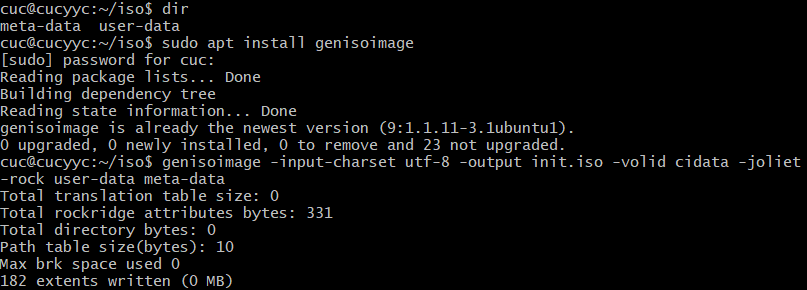 cuc@cucyyc:~/iso$ dir
meta-data  user-data
cuc@cucyyc:~/iso$ sudo apt install genisoimage
[sudo] password for cuc:
Reading package lists... Done
Building dependency tree
Reading state information... Done
genisoimage is already the newest version (9:1.1.11-3.1ubuntu1).
0 upgraded, 0 newly installed, 0 to remove and 23 not upgraded.
cuc@cucyyc:~/iso$ genisoimage -input-charset utf-8 -output init.iso -volid cidata -joliet
-rock user-data meta-data
Total translation table size: 0
Total rockridge attributes bytes: 331
Total directory bytes: 0
Path table size(bytes): 10
Max brk space used 0
182 extents written (0 MB)